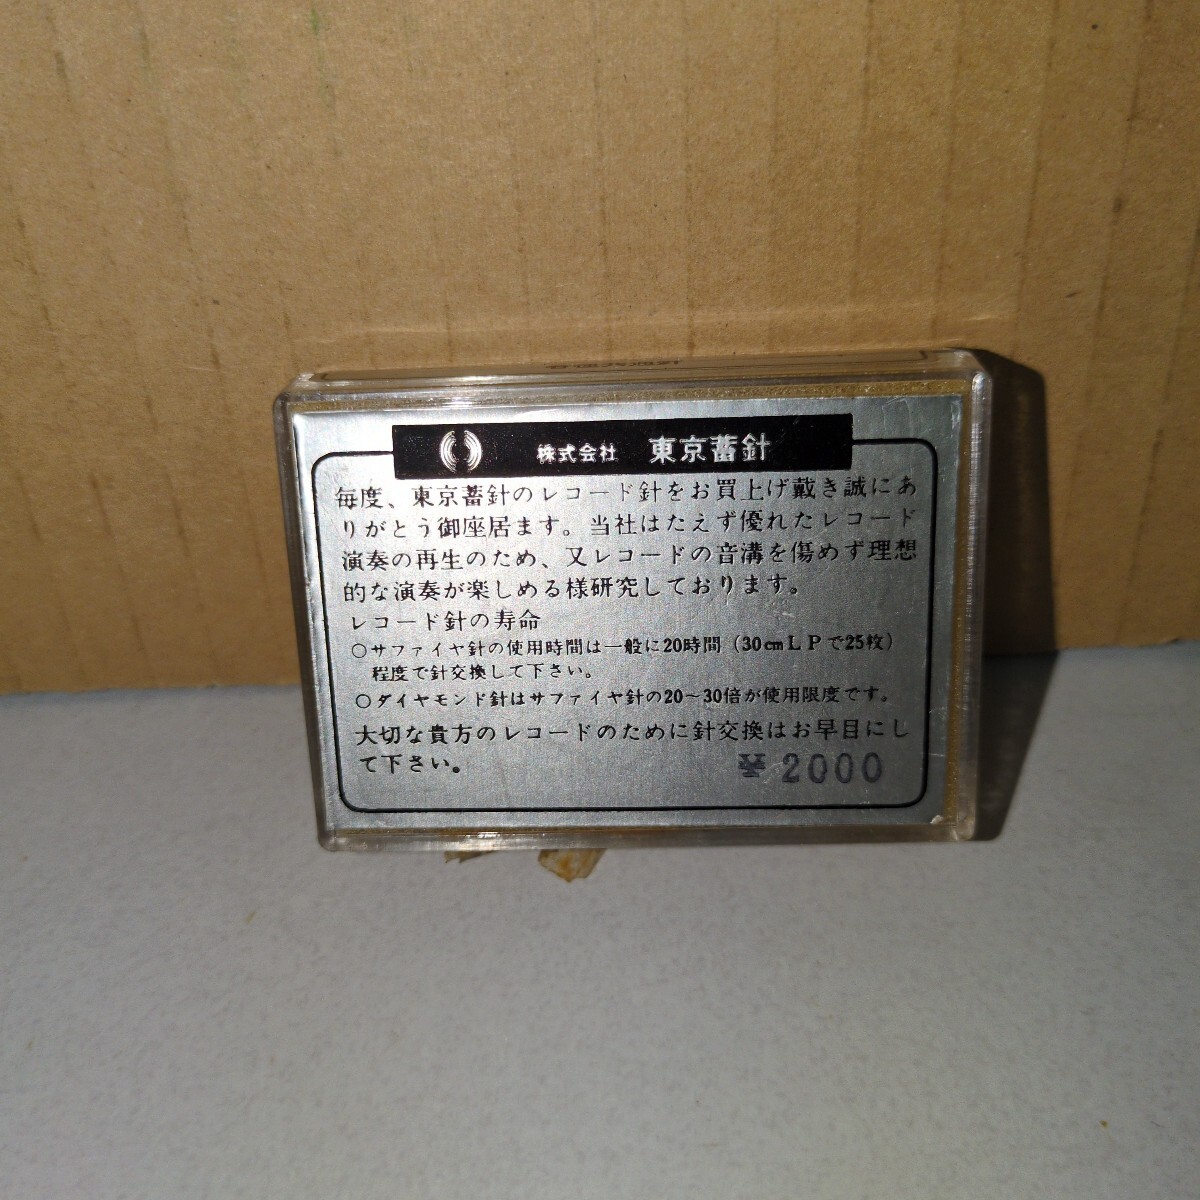 株式会社 東京蓄針
毎度、東京蓄針のレコード針をお買上げ戴き誠にあ
りがとう御座居ます。当社はたえず優れたレコード
演奏の再生のため、又レコードの音溝を傷めず理想
的な演奏が楽しめる様研究しております。
レコード針の寿命
○サファイヤ針の使用時間は一般に20時間(30cmLPで25枚)
程度で針交換して下さい。
○ダイヤモンド針はサファイヤ針の20〜30倍が使用限度です。
大切な貴方のレコードのために針交換はお早目にし
て下さい。
¥2000